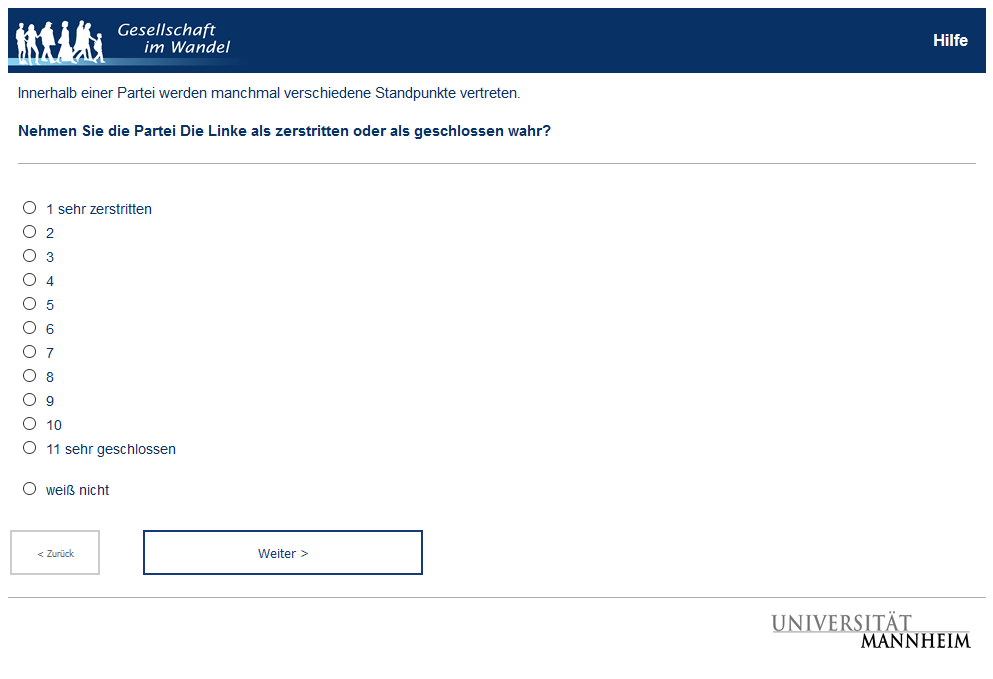 Gesellschaft
im Wandel
Hilfe
Innerhalb einer Partei werden manchmal verschiedene Standpunkte vertreten.
Nehmen Sie die Partei Die Linke als zerstritten oder als geschlossen wahr?
1 sehr zerstritten
2
3
4
5
6
7
8
9
10
11 sehr geschlossen
weiß nicht
< Zurück
Weiter >
UNIVERSITÄT
MANNHEIM